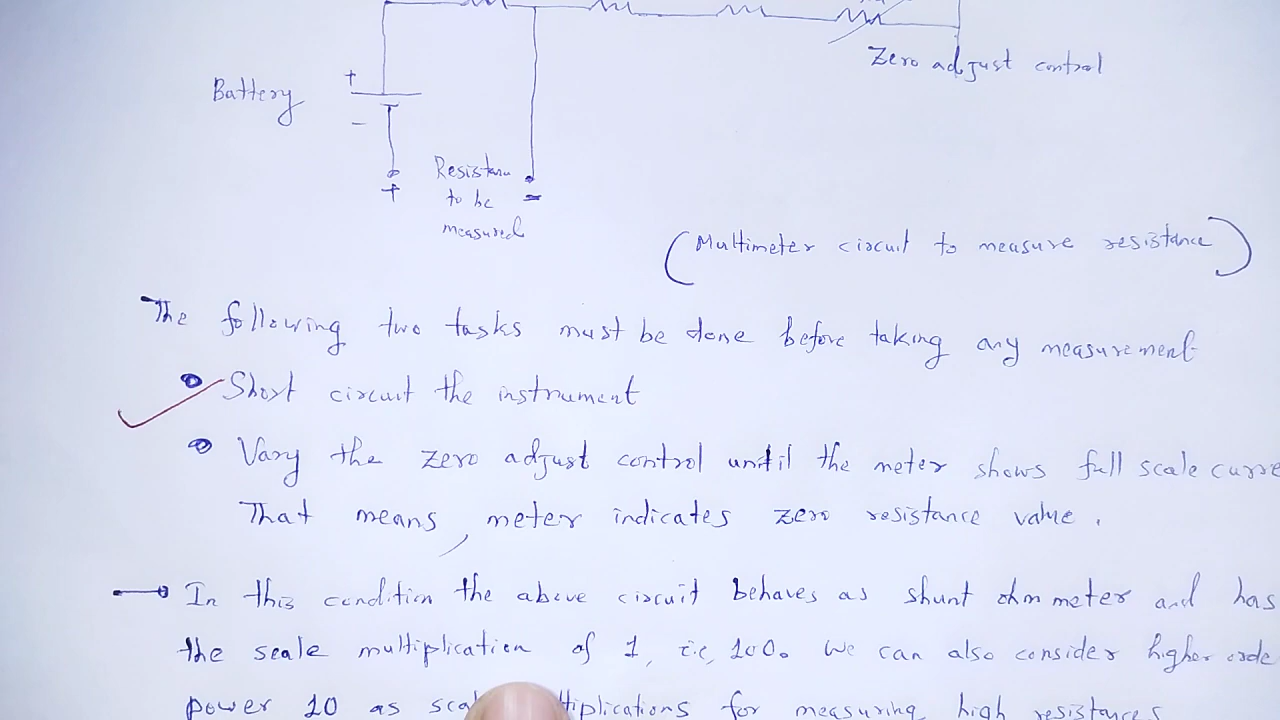 Zero adjust control
Battery
+
-
+
Resistance
to be
measured
-
(Multimeter circuit to measure resistance)
The following two tasks must be done before taking any measurement
• Short circuit the instrument
• Vary the zero adjust control until the meter shows full scale curre
That means, meter indicates zero resistance value.
→ In this condition the above circuit behaves as shunt ohm meter and has
the scale multiplication of 1, i.e, 100. We can also consider higher orde
power 10 as for measuring high resistances